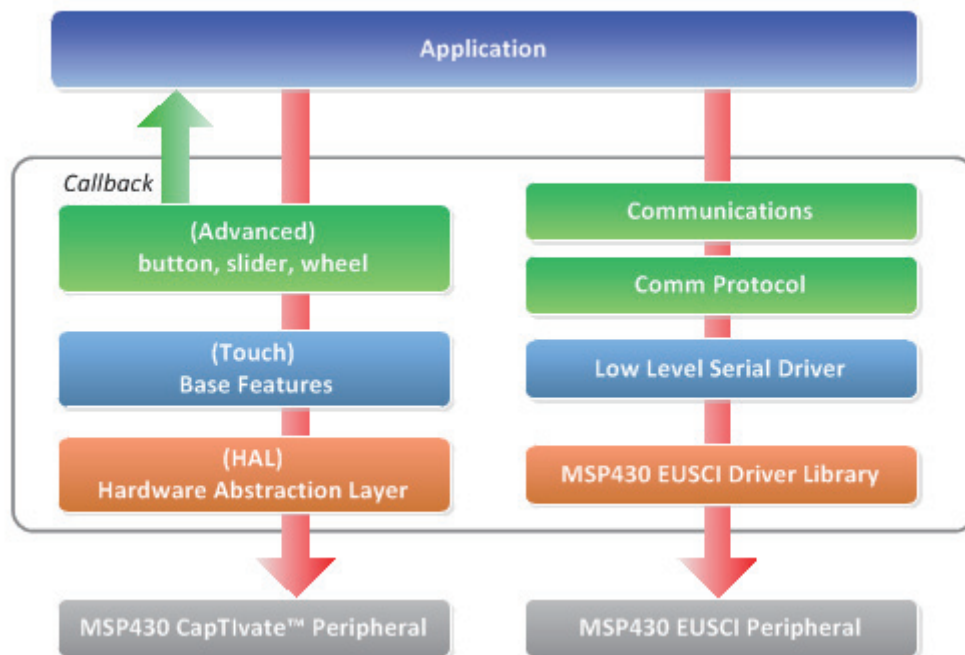 Application
Callback
(Advanced)
button, slider, wheel
(Touch)
Base Features
(HAL)
Hardware Abstraction Layer
MSP430 CapTIvate™ Peripheral
Communications
Comm Protocol
Low Level Serial Driver
MSP430 EUSCI Driver Library
MSP430 EUSCI Peripheral